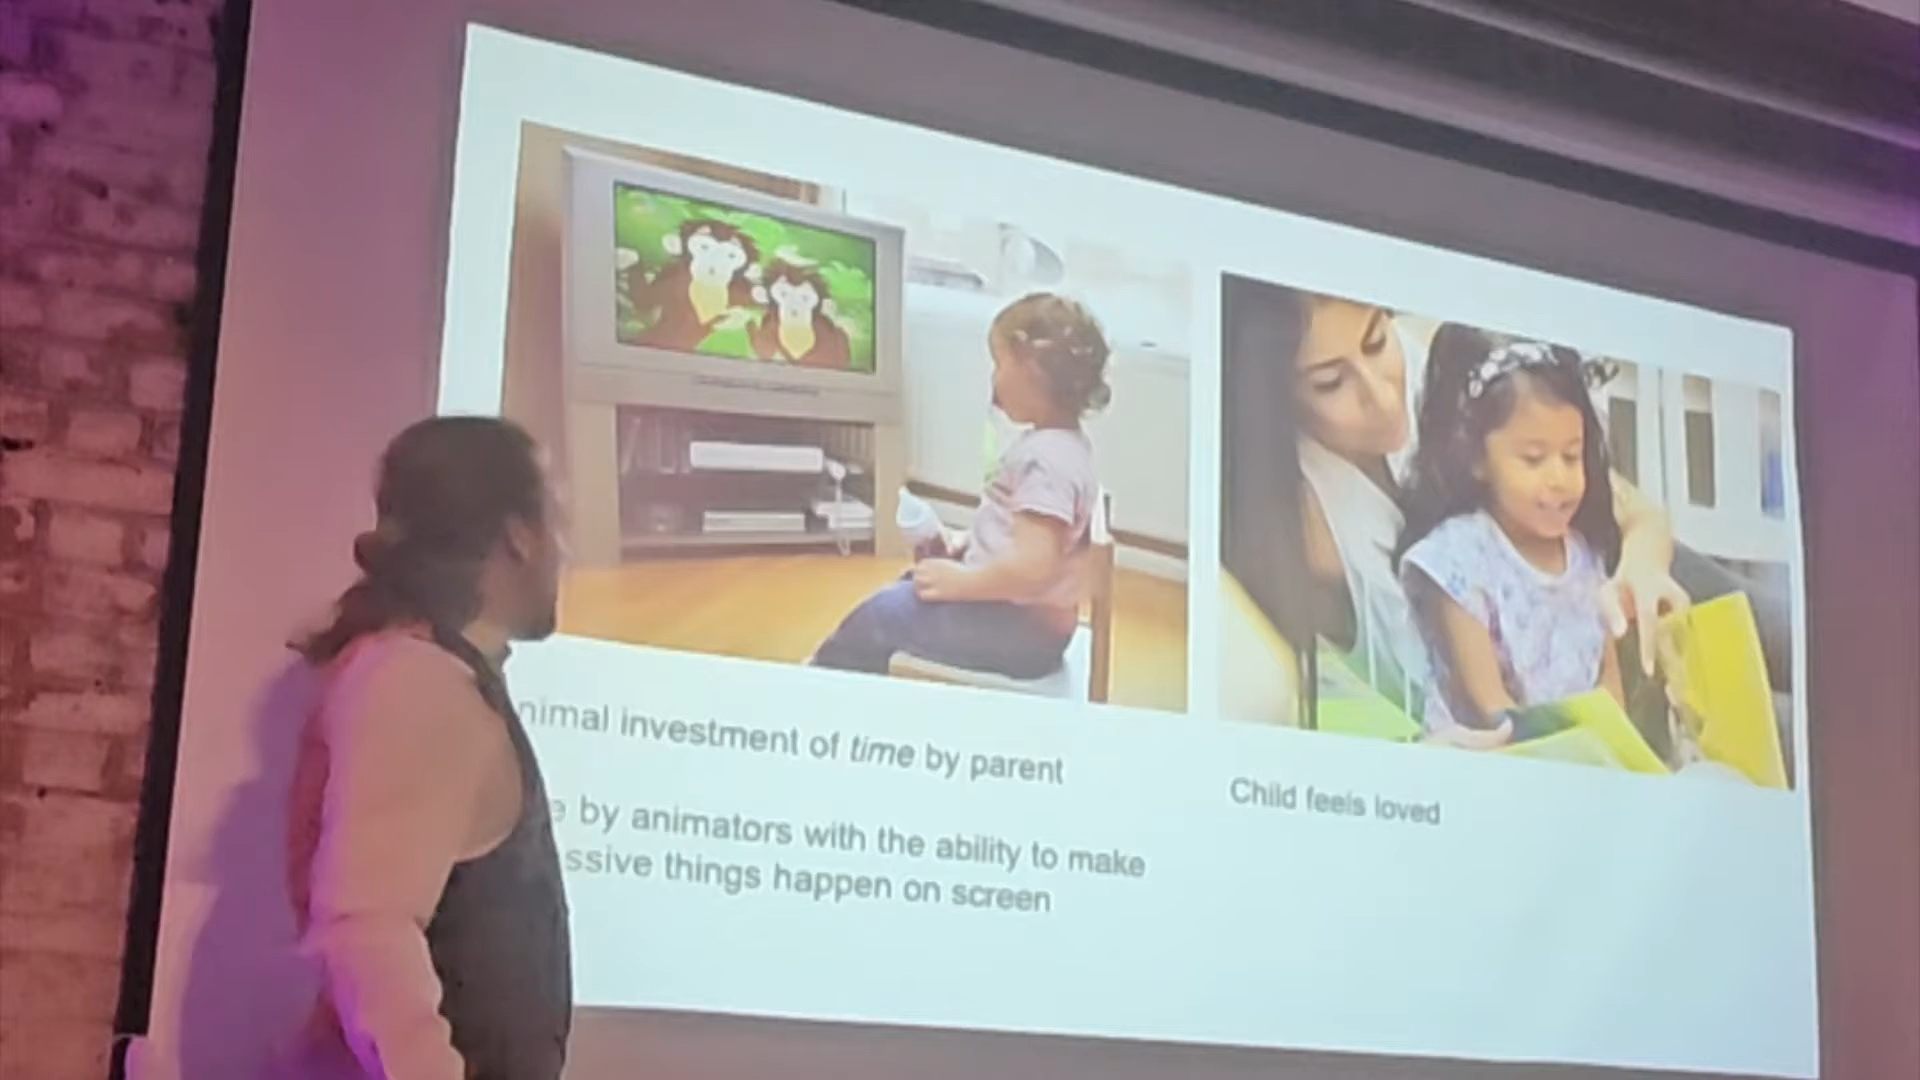 nimal investment of time by parent
by animators with the ability to make
ssive things happen on screen
Child feels loved